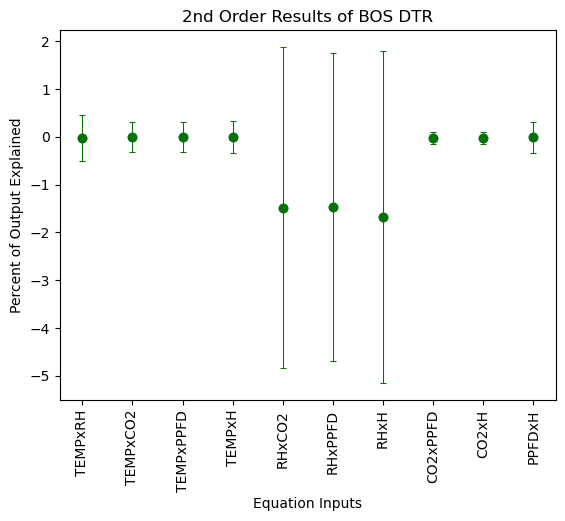 2nd Order Results of BOS DTR
Percent of Output Explained
2
1
0
−1
−2
−3
−4
−5
TEMPxRH
TEMPxCO2
TEMPxPPFD
TEMPxH
RHxCO2
RHxPPFD
RHxH
CO2xPPFD
CO2xH
PPFDxH
Equation Inputs